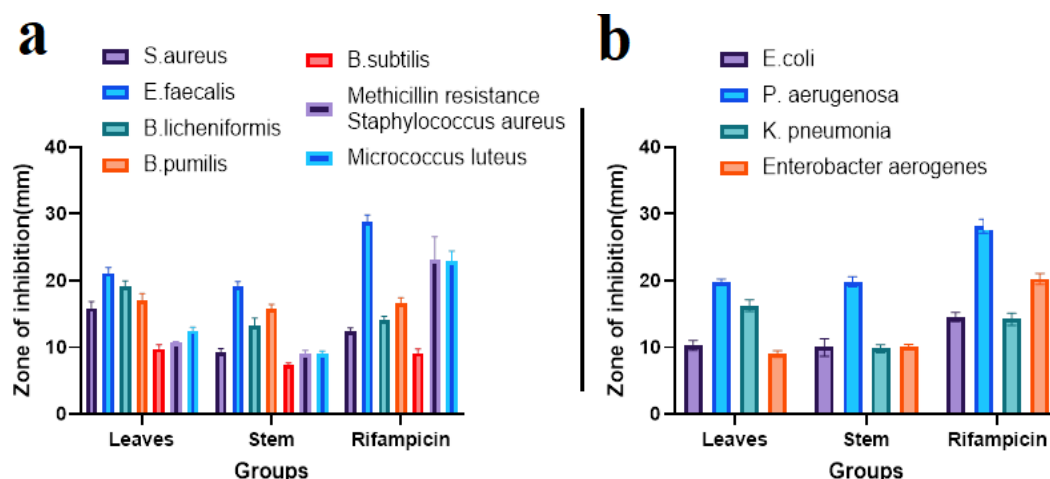 a
S.aureus
E.faecalis
B.licheniformis
B.pumilis
B.subtilis
Methicillin resistance
Staphylococcus aureus
Micrococcus luteus
Zone of inhibition(mm)
40
30
20
10
0
Leaves
Stem
Rifampicin
Groups
b
E.coli
P. aerugenosa
K. pneumonia
Enterobacter aerogenes
Zone of inhibition(mm)
40
30
20
10
0
Leaves
Stem
Rifampicin
Groups